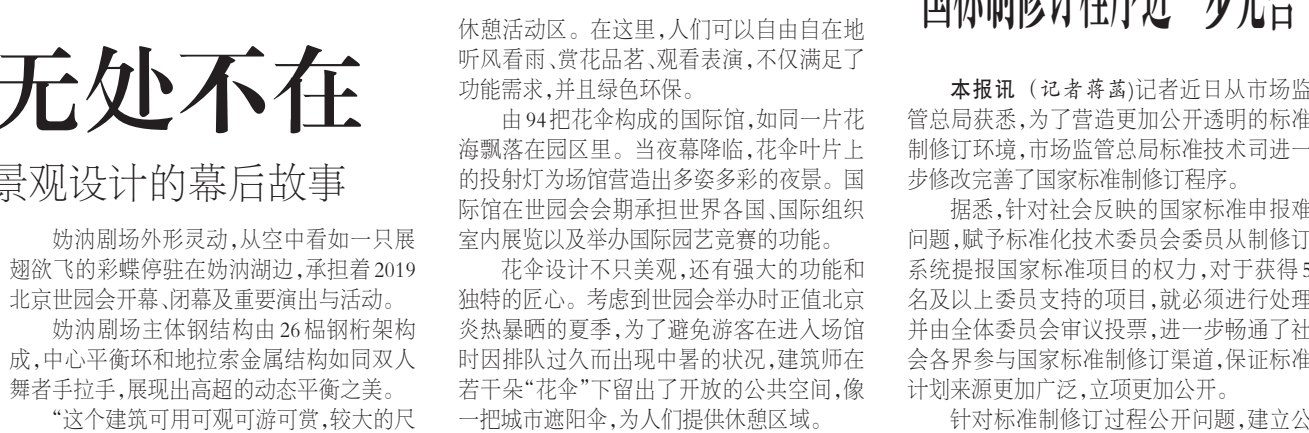 无处不在
景观设计的幕后故事
妫汭剧场外形灵动,从空中看如一只展
翅欲飞的彩蝶停驻在妫汭湖边,承担着2019
北京世园会开幕、闭幕及重要演出与活动。
妫汭剧场主体钢结构由26榀钢桁架构
成,中心平衡环和地拉索金属结构如同双人
舞者手拉手,展现出高超的动态平衡之美。
“这个建筑可用可观可游可赏,较大的尺
休憩活动区。在这里,人们可以自由自在地
听风看雨、赏花品茗、观看表演,不仅满足了
功能需求,并且绿色环保。
由94把花伞构成的国际馆,如同一片花
海飘落在园区里。当夜幕降临,花伞叶片上
的投射灯为场馆营造出多姿多彩的夜景。国
际馆在世园会会期承担世界各国、国际组织
室内展览以及举办国际园艺竞赛的功能。
花伞设计不只美观,还有强大的功能和
独特的匠心。考虑到世园会举办时正值北京
炎热暴晒的夏季,为了避免游客在进入场馆
时因排队过久而出现中暑的状况,建筑师在
若干朵“花伞”下留出了开放的公共空间,像
一把城市遮阳伞,为人们提供休憩区域。
国标制修订程序进一步完善
本报讯 (记者蒋菡)记者近日从市场监
管总局获悉,为了营造更加公开透明的标准
制修订环境,市场监管总局标准技术司进一
步修改完善了国家标准制修订程序。
据悉,针对社会反映的国家标准申报难
问题,赋予标准化技术委员会委员从制修订
系统提报国家标准项目的权力,对于获得5
名及以上委员支持的项目,就必须进行处理
并由全体委员会审议投票,进一步畅通了社
会各界参与国家标准制修订渠道,保证标准
计划来源更加广泛,立项更加公开。
针对标准制修订过程公开问题,建立公